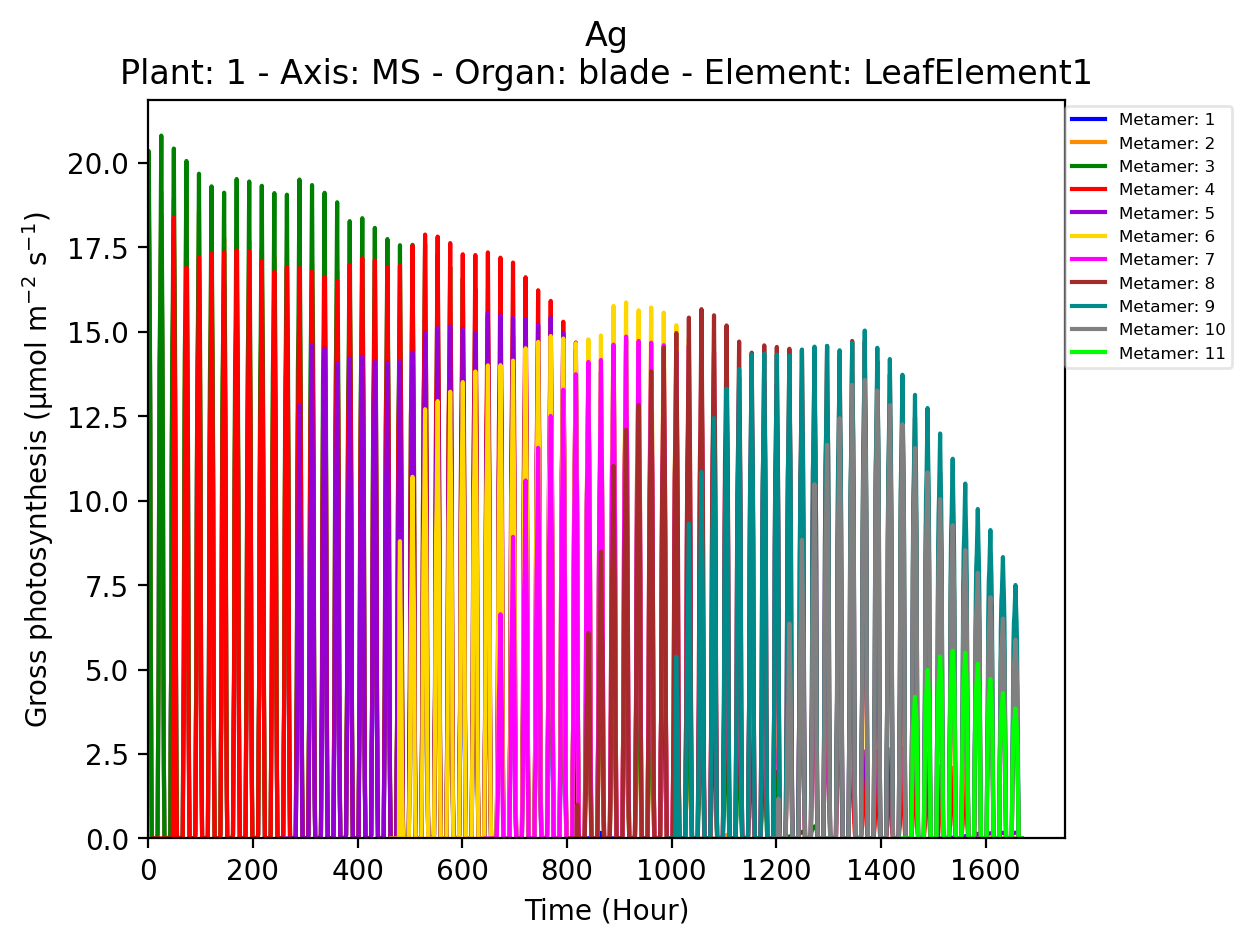 Ag
Plant: 1 - Axis: MS - Organ: blade - Element: LeafElement1
Gross photosynthesis (µmol m⁻² s⁻¹)
20.0
17.5
15.0
12.5
10.0
7.5
5.0
2.5
0.0
0 200 400 600 800 1000 1200 1400 1600
Time (Hour)
Metamer: 1
Metamer: 2
Metamer: 3
Metamer: 4
Metamer: 5
Metamer: 6
Metamer: 7
Metamer: 8
Metamer: 9
Metamer: 10
Metamer: 11